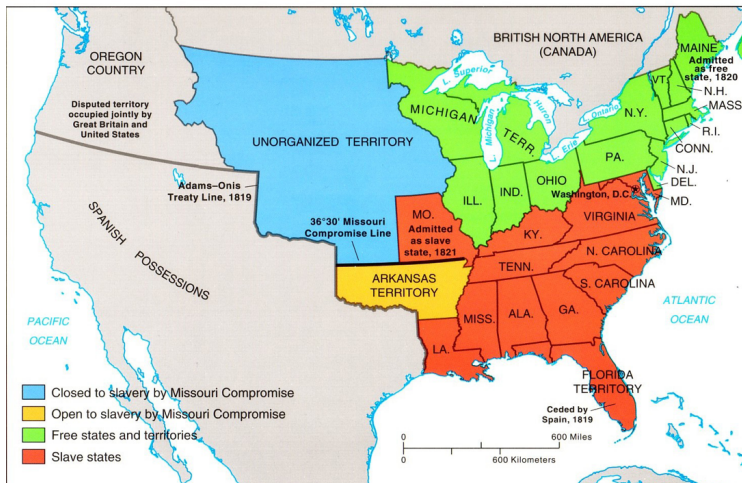 BRITISH NORTH AMERICA
(CANADA)
OREGON
COUNTRY
Disputed territory
occupied jointly by
Great Britain and
United States
MAINE
Admitted
as free
state, 1820
L. Superior
VT.
N.H.
MASS
MICHIGAN
TERR.
L. Michigan
L. Huron
L. Erie
Ontario
N.Y.
R.I.
CONN.
UNORGANIZED TERRITORY
PA.
N.J.
DEL.
MD.
Adams–Onis
Treaty Line, 1819
ILL.
IND.
OHIO
Washington, D.C.
36°30' Missouri
Compromise Line
MO.
Admitted
as slave
state, 1821
VIRGINIA
KY.
SPANISH POSSESSIONS
N. CAROLINA
TENN.
ARKANSAS
TERRITORY
S. CAROLINA
ATLANTIC
OCEAN
MISS.
ALA.
GA.
PACIFIC
OCEAN
LA.
FLORIDA
TERRITORY
Ceded by
Spain, 1819
Closed to slavery by Missouri Compromise
Open to slavery by Missouri Compromise
Free states and territories
Slave states
0
600 Miles
0
600 Kilometers